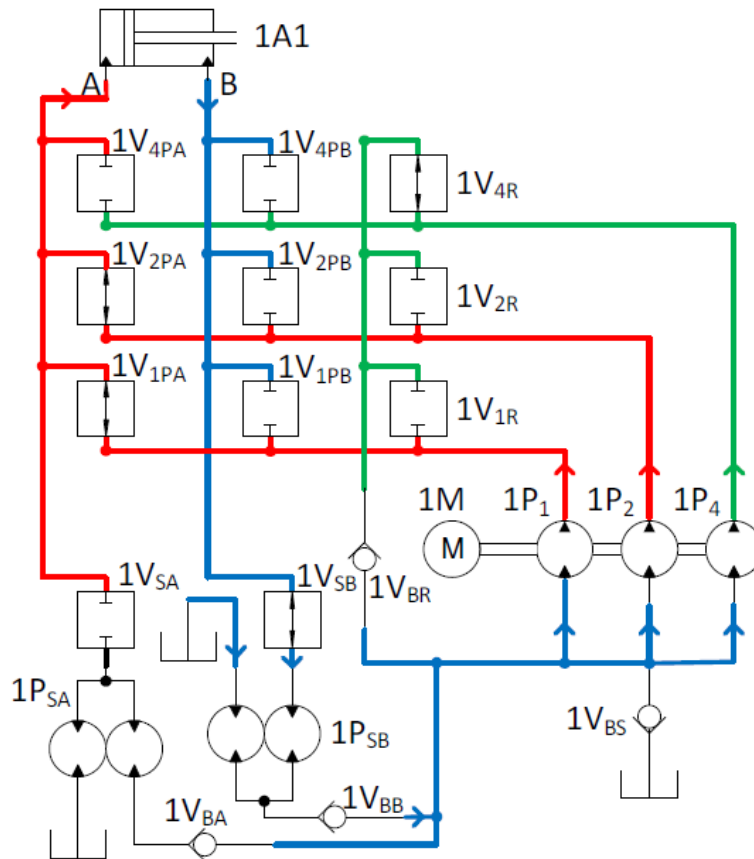 1A1
A B
1V4PA 1V4PB 1V4R
1V2PA 1V2PB 1V2R
1V1PA 1V1PB 1V1R
1M 1P1 1P2 1P4
M
1VSA 1VSB 1VBR
1PSA 1PSB 1VBS
1VBA 1VBB